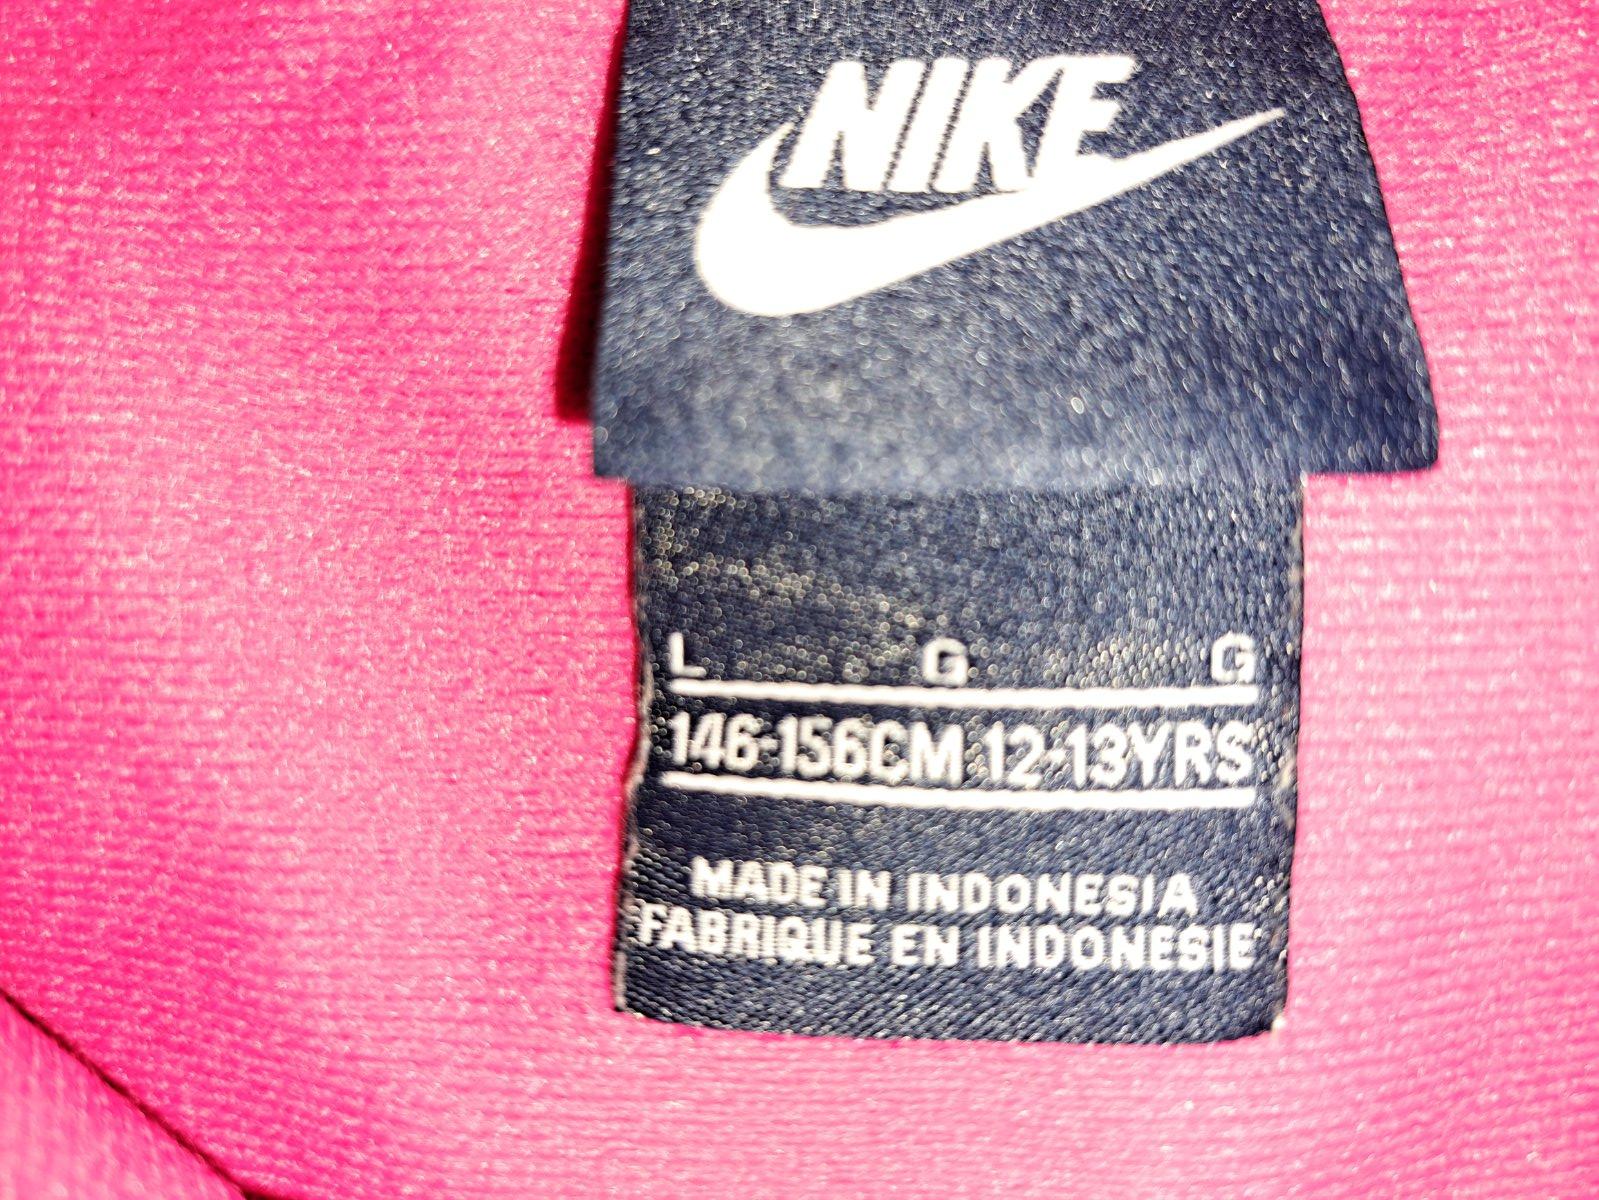 NIKE
L G G
146-156CM 12-13YRS
MADE IN INDONESIA
FABRIQUE EN INDONESIE